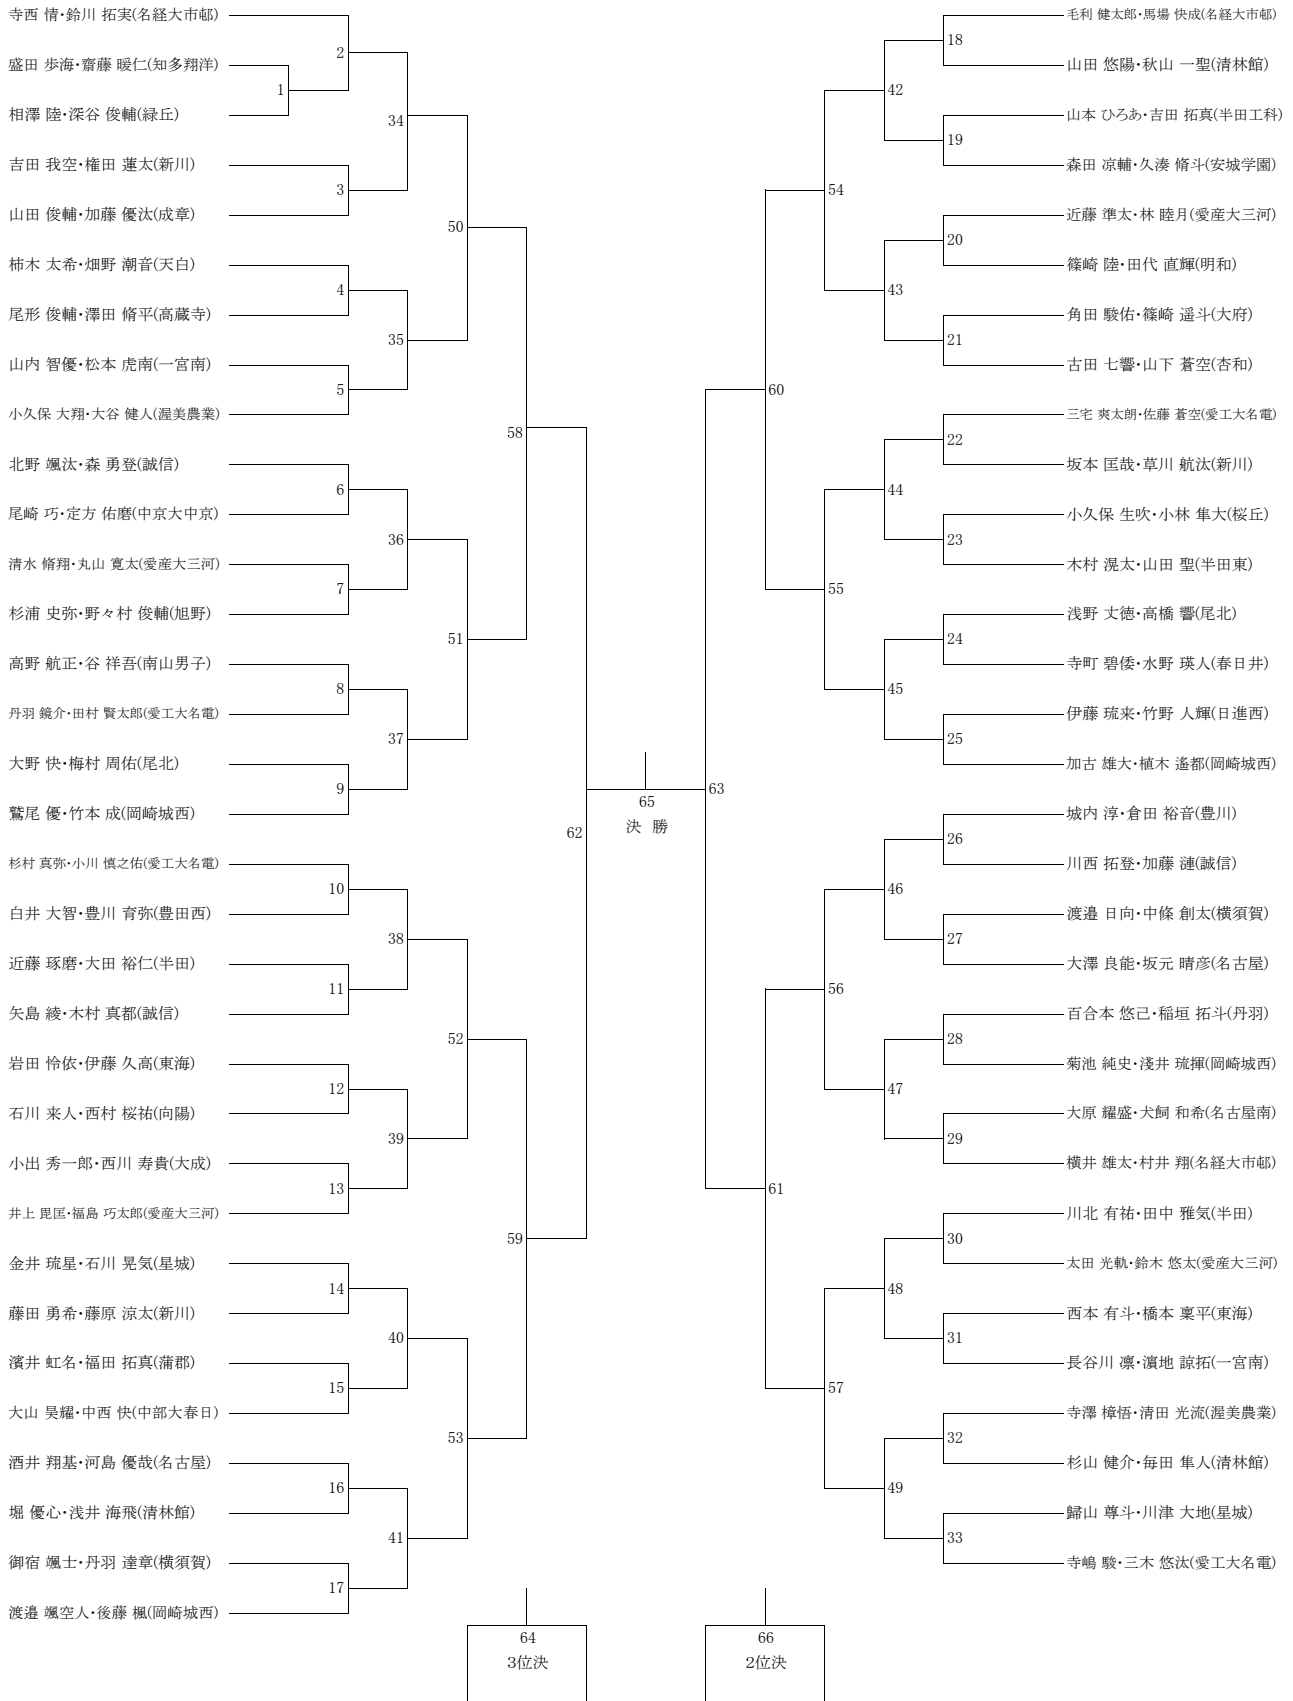 寺西 情・鈴川 拓実(名経大市邨)
盛田 歩海・齋藤 暖仁(知多翔洋)
相澤 陸・深谷 俊輔(緑丘)
吉田 我空・権田 蓮太(新川)
山田 俊輔・加藤 優汰(成章)
柿木 太希・畑野 潮音(天白)
尾形 俊輔・澤田 脩平(高蔵寺)
山内 智優・松本 虎南(一宮南)
小久保 大翔・大谷 健人(渥美農業)
北野 颯汰・森 勇登(誠信)
尾崎 巧・定方 佑磨(中京大中京)
清水 脩翔・丸山 寛太(愛産大三河)
杉浦 史弥・野々村 俊輔(旭野)
高野 航正・谷 祥吾(南山男子)
丹羽 鏡介・田村 賢太郎(愛工大名電)
大野 快・梅村 周佑(尾北)
鷲尾 優・竹本 成(岡崎城西)
杉村 真弥・小川 慎之佑(愛工大名電)
白井 大智・豊川 育弥(豊田西)
近藤 琢磨・大田 裕仁(半田)
矢島 綾・木村 真都(誠信)
岩田 怜依・伊藤 久高(東海)
石川 来人・西村 桜祐(向陽)
小出 秀一郎・西川 寿貴(大成)
井上 毘匡・福島 巧太郎(愛産大三河)
金井 琉星・石川 晃気(星城)
藤田 勇希・藤原 涼太(新川)
濱井 虹名・福田 拓真(蒲郡)
大山 昊耀・中西 快(中部大春日)
酒井 翔基・河島 優哉(名古屋)
堀 優心・浅井 海飛(清林館)
御宿 颯士・丹羽 達章(横須賀)
渡邉 颯空人・後藤 楓(岡崎城西)
1
2
3
4
5
6
7
8
9
10
11
12
13
14
15
16
17
34
35
36
37
38
39
40
41
50
51
52
53
58
59
62
65
決 勝
64
3位決
66
2位決
63
60
61
54
55
56
57
42
43
44
45
46
47
48
49
18
19
20
21
22
23
24
25
26
27
28
29
30
31
32
33
毛利 健太郎・馬場 快成(名経大市邨)
山田 悠陽・秋山 一聖(清林館)
山本 ひろあ・吉田 拓真(半田工科)
森田 凉輔・久湊 脩斗(安城学園)
近藤 準太・林 睦月(愛産大三河)
篠崎 陸・田代 直輝(明和)
角田 駿佑・篠崎 遥斗(大府)
古田 七響・山下 蒼空(杏和)
三宅 爽太朗・佐藤 蒼空(愛工大名電)
坂本 匡哉・草川 航汰(新川)
小久保 生吹・小林 隼大(桜丘)
木村 滉太・山田 聖(半田東)
浅野 丈徳・高橋 響(尾北)
寺町 碧倭・水野 瑛人(春日井)
伊藤 琉来・竹野 人輝(日進西)
加古 雄大・植木 遙都(岡崎城西)
城内 淳・倉田 裕音(豊川)
川西 拓登・加藤 漣(誠信)
渡邉 日向・中條 創太(横須賀)
大澤 良能・坂元 晴彦(名古屋)
百合本 悠己・稲垣 拓斗(丹羽)
菊池 純史・淺井 琉揮(岡崎城西)
大原 耀盛・犬飼 和希(名古屋南)
横井 雄太・村井 翔(名経大市邨)
川北 有祐・田中 雅気(半田)
太田 光軌・鈴木 悠太(愛産大三河)
西本 有斗・橋本 稟平(東海)
長谷川 凛・濵地 諒拓(一宮南)
寺澤 樟悟・清田 光流(渥美農業)
杉山 健介・毎田 隼人(清林館)
歸山 尊斗・川津 大地(星城)
寺嶋 駿・三木 悠汰(愛工大名電)